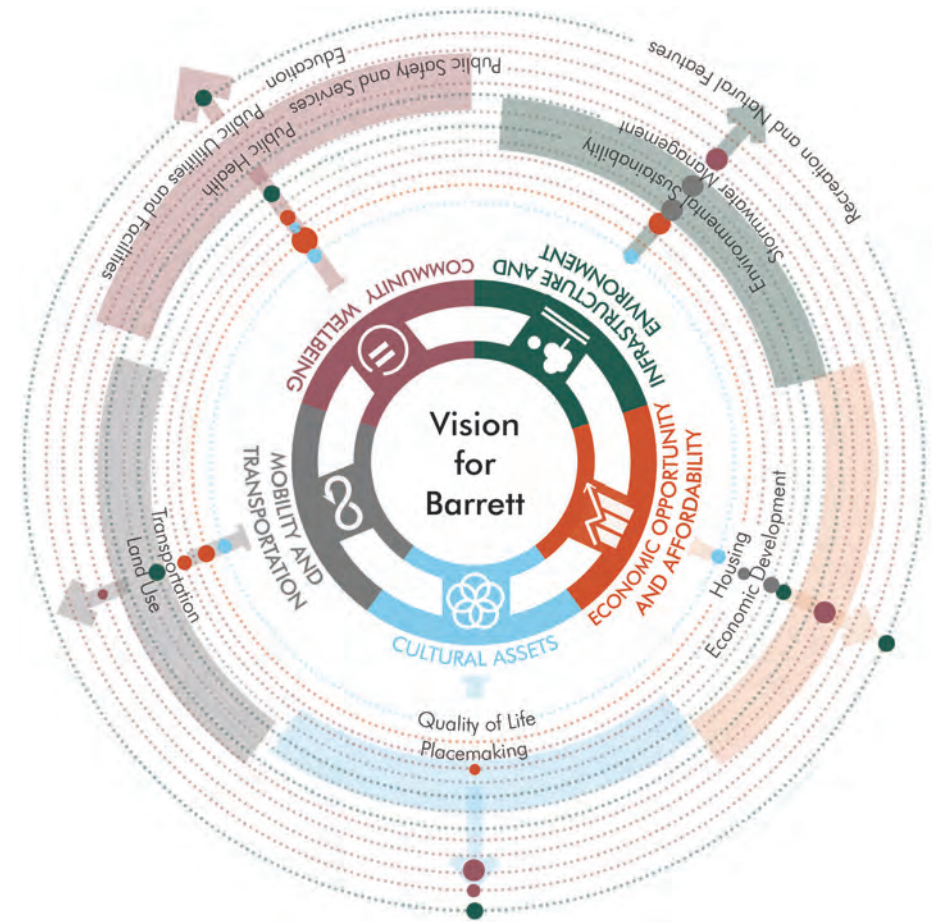 Vision
for
Barrett
COMMUNITY WELLBEING
INFRASTRUCTURE AND
ENVIRONMENT
ECONOMIC OPPORTUNITY
AND AFFORDABILITY
CULTURAL ASSETS
MOBILITY AND
TRANSPORTATION
Education
Public Safety and Services
Public Utilities and Facilities
Public Health
Recreation and Natural Features
Stormwater Management
Environmental Sustainability
Housing
Economic Development
Quality of Life
Placemaking
Transportation
Land Use